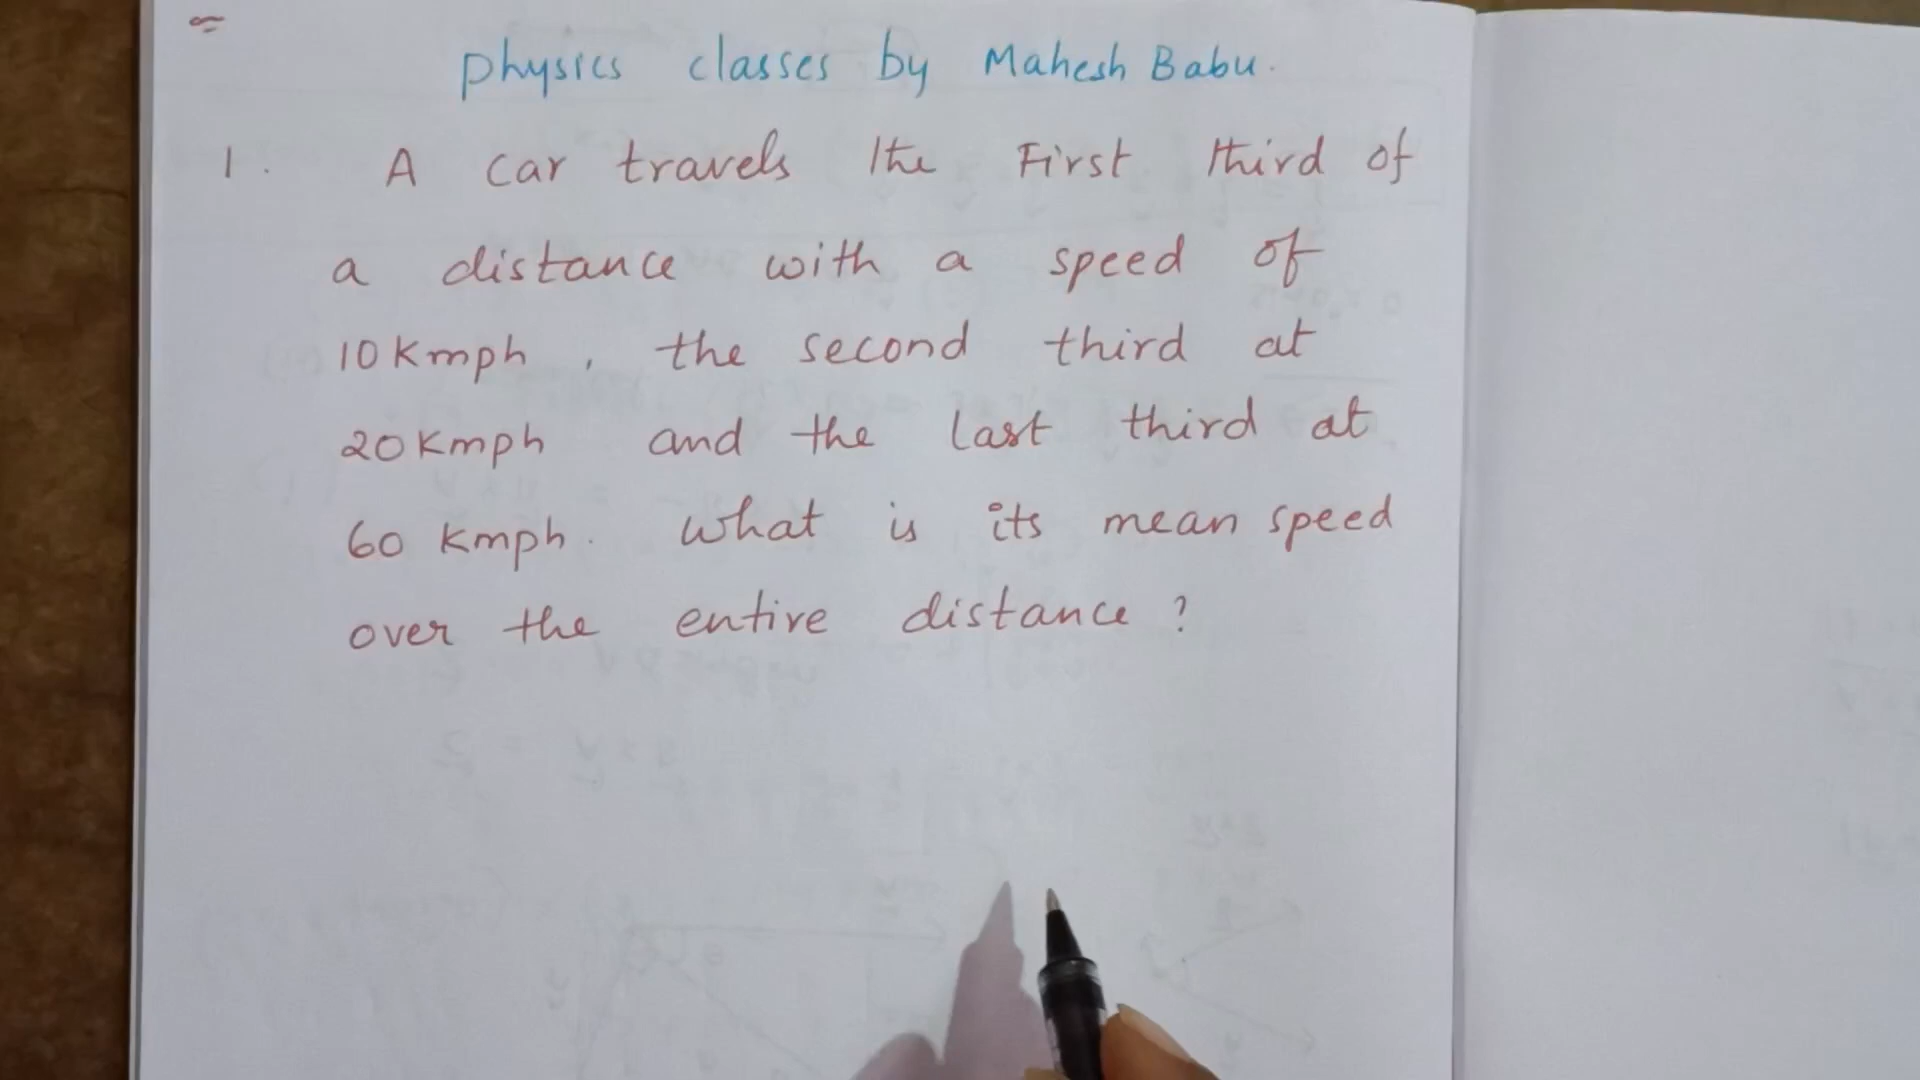 physics classes by Mahesh Babu.
1. A car travels the First third of
a distance with a speed of
10 Kmph, the second third at
20 Kmph and the last third at
60 Kmph. What is its mean speed
over the entire distance ?